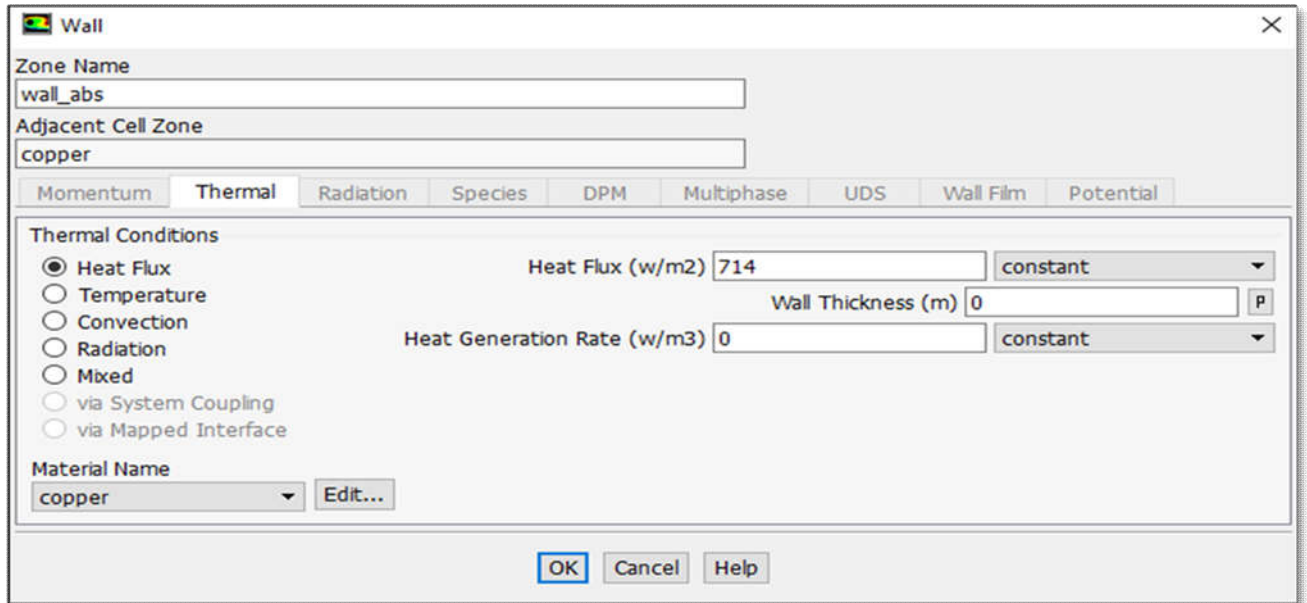 Wall
Zone Name
wall_abs
Adjacent Cell Zone
copper
Momentum Thermal Radiation Species DPM Multiphase UDS Wall Film Potential
Thermal Conditions
Heat Flux Heat Flux (w/m2) 714 constant
Temperature Wall Thickness (m) 0 P
Convection
Heat Generation Rate (w/m3) 0 constant
Radiation
Mixed
via System Coupling
via Mapped Interface
Material Name
copper Edit...
OK Cancel Help